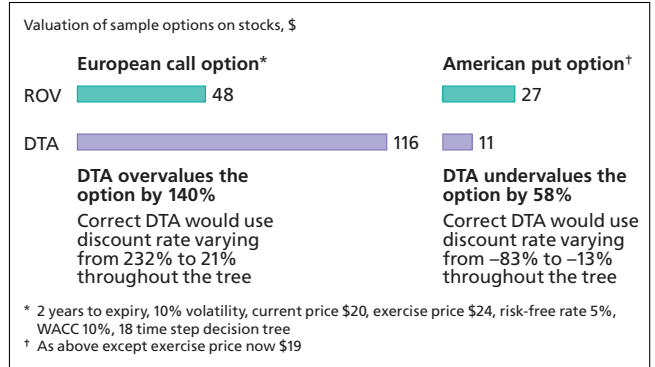 Valuation of sample options on stocks, $
European call option*
American put option†
ROV 48 27
DTA 116 11
DTA overvalues the
option by 140%
Correct DTA would use
discount rate varying
from 232% to 21%
throughout the tree
DTA undervalues the
option by 58%
Correct DTA would use
discount rate varying
from –83% to –13%
throughout the tree
* 2 years to expiry, 10% volatility, current price $20, exercise price $24, risk-free rate 5%,
WACC 10%, 18 time step decision tree
† As above except exercise price now $19